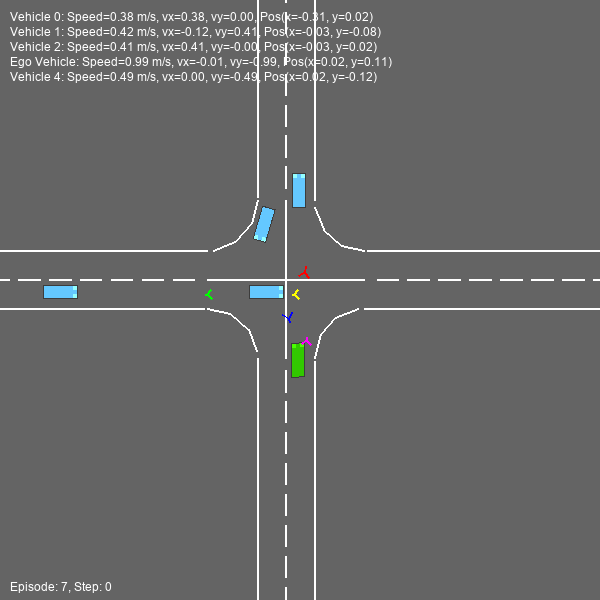 Vehicle 0: Speed=0.38 m/s, vx=0.38, vy=0.00, Pos(x=-0.31, y=0.02)
Vehicle 1: Speed=0.42 m/s, vx=-0.12, vy=0.41, Pos(x=-0.03, y=-0.08)
Vehicle 2: Speed=0.41 m/s, vx=0.41, vy=-0.00, Pos(x=-0.03, y=0.02)
Ego Vehicle: Speed=0.99 m/s, vx=-0.01, vy=-0.99, Pos(x=0.02, y=0.11)
Vehicle 4: Speed=0.49 m/s, vx=0.00, vy=-0.49, Pos(x=0.02, y=-0.12)
Episode: 7, Step: 0